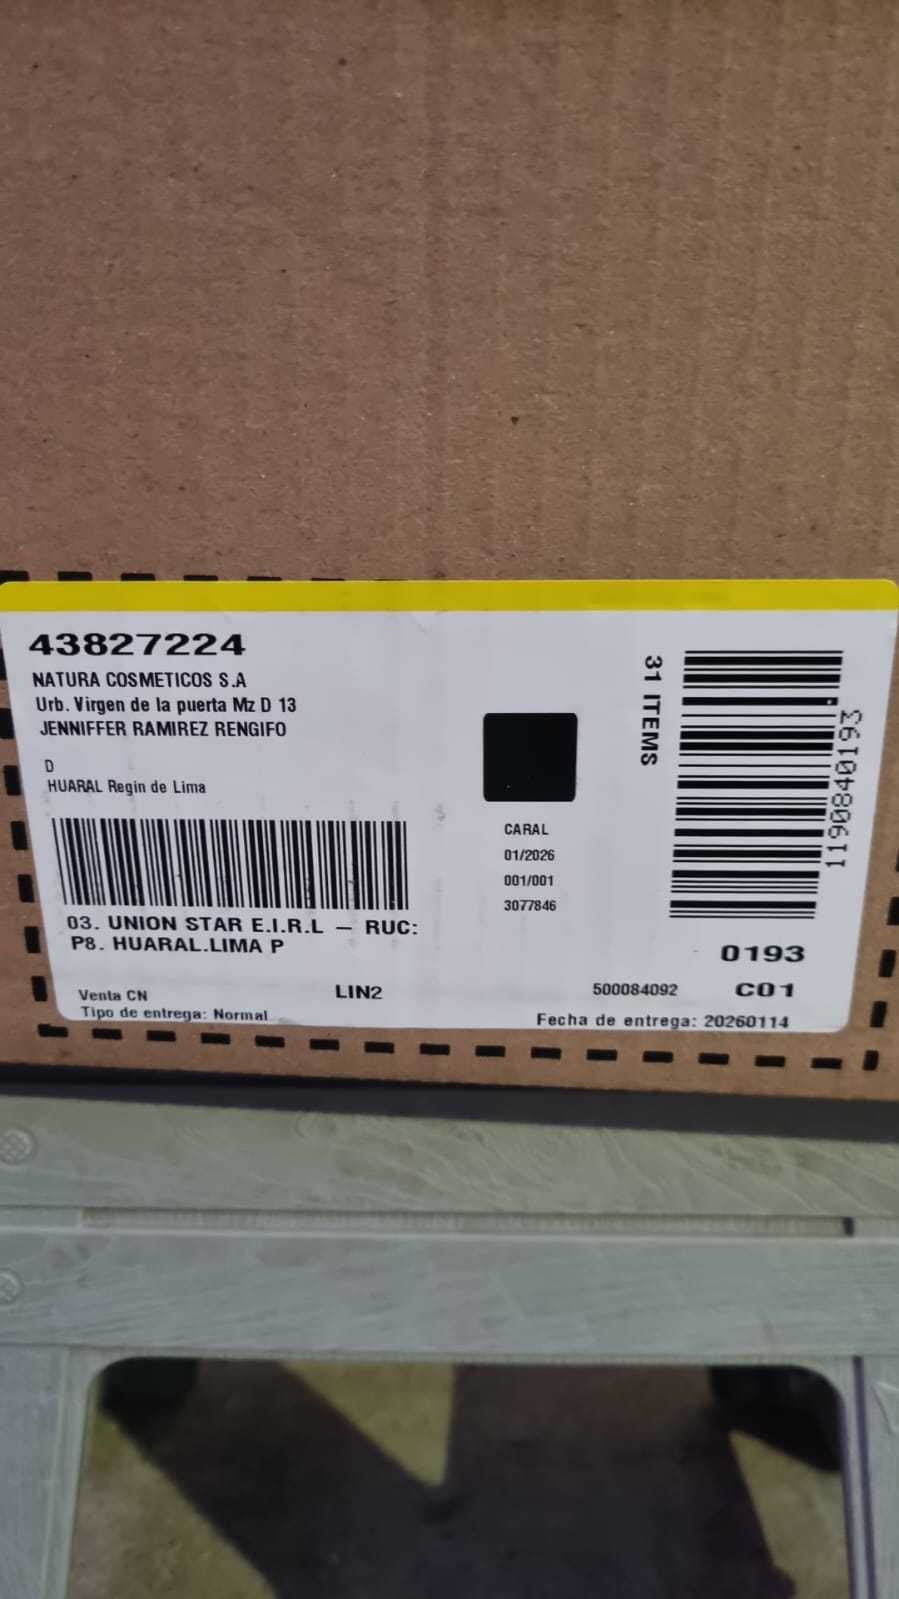 43827224
NATURA COSMETICOS S.A
Urb. Virgen de la puerta Mz D 13
JENNIFFER RAMIREZ RENGIFO
D
HUARAL Regin de Lima
03. UNION STAR E.I.R.L – RUC:
P8. HUARAL.LIMA P
Venta CN
LIN2
Tipo de entrega: Normal
CARAL
01/2026
001/001
3077846
31 ITEMS
1190840193
0193
500084092
C01
Fecha de entrega: 20260114